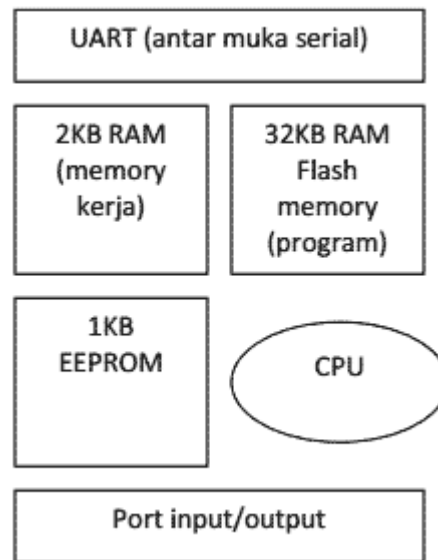 UART (antar muka serial)
2KB RAM
(memory
kerja)
32KB RAM
Flash
memory
(program)
1KB
EEPROM
CPU
Port input/output